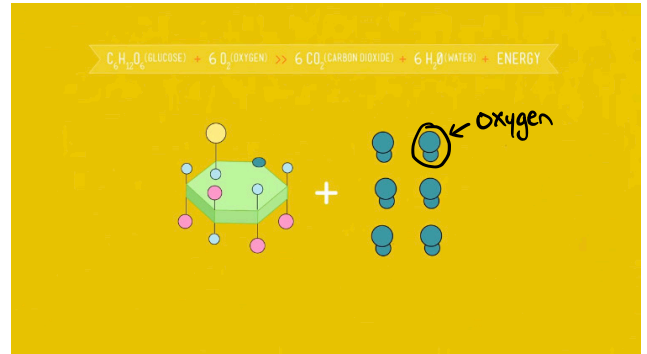 C₆H₁₂O₆ (GLUCOSE) + 6 O₂ (OXYGEN) >> 6 CO₂ (CARBON DIOXIDE) + 6 H₂O (WATER) + ENERGY
oxygen
+